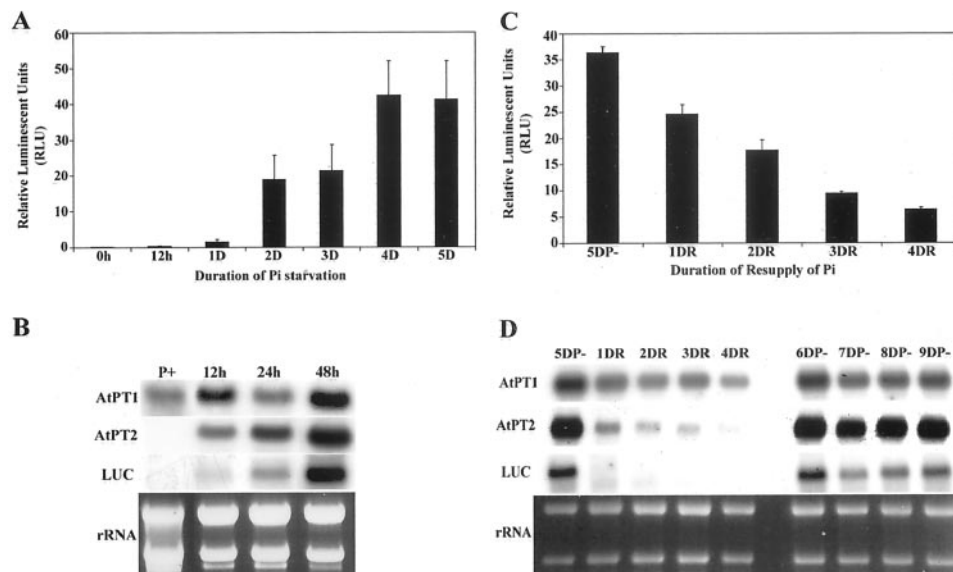 A
Relative Luminescent Units
(RLU)
60
50
40
30
20
10
0
0h 12h 1D 2D 3D 4D 5D
Duration of Pi starvation
B
P+ 12h 24h 48h
AtPT1
AtPT2
LUC
rRNA
C
Relative Luminescent Units
(RLU)
40
35
30
25
20
15
10
5
0
5DP- 1DR 2DR 3DR 4DR
Duration of Resupply of Pi
D
5DP- 1DR 2DR 3DR 4DR 6DP- 7DP- 8DP- 9DP-
AtPT1
AtPT2
LUC
rRNA